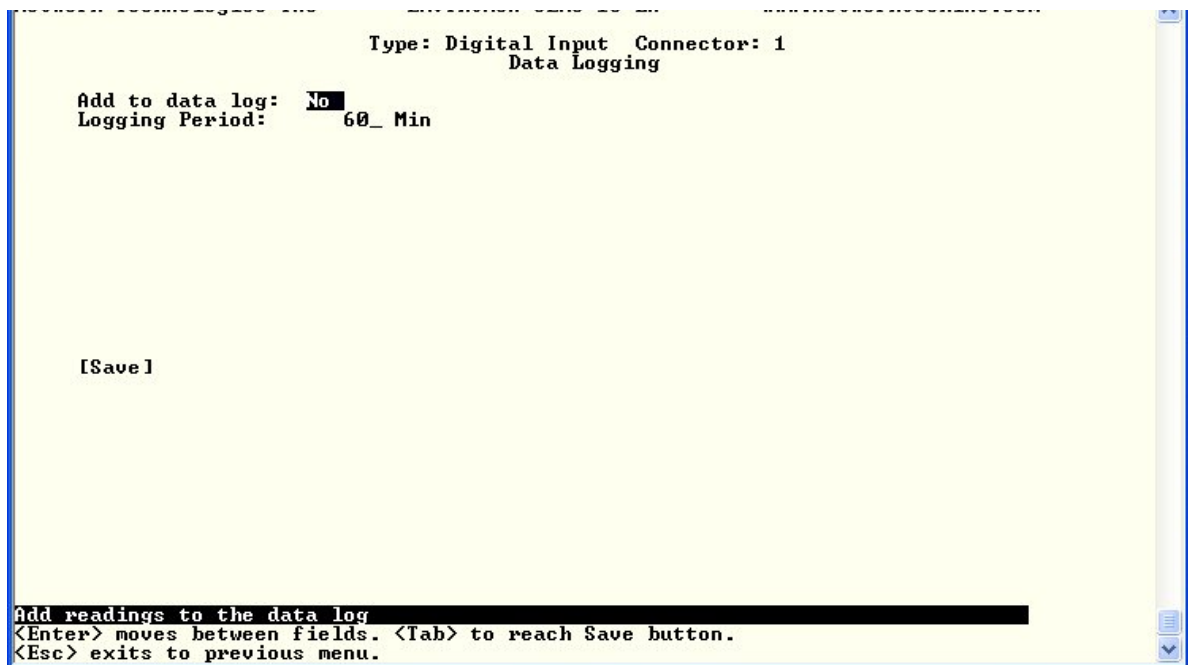 Type: Digital Input Connector: 1
Data Logging
Add to data log: No
Logging Period: 60_ Min
[Save]
Add readings to the data log
<Enter> moves between fields. <Tab> to reach Save button.
<Esc> exits to previous menu.